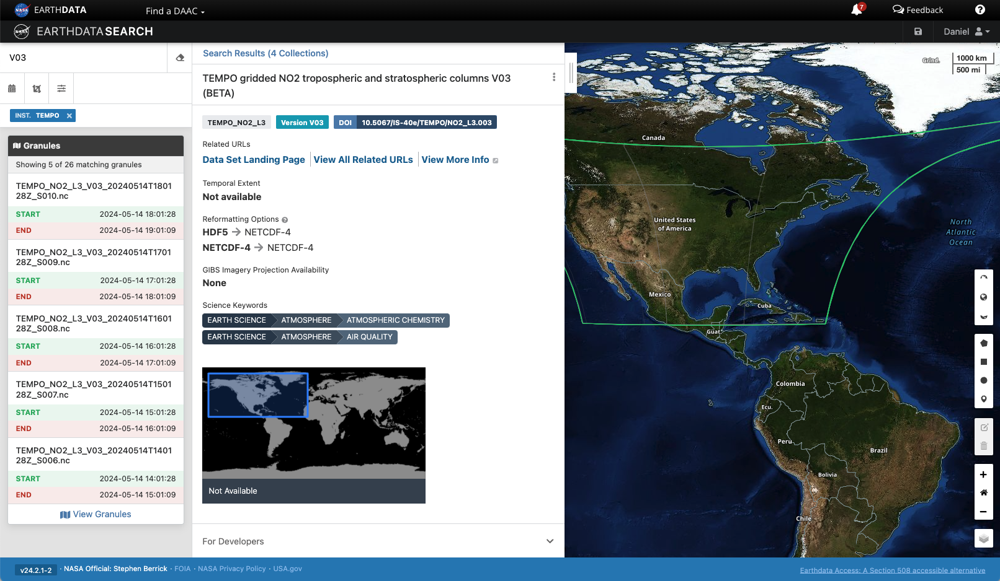 EARTHDATA
Find a DAAC
7
Feedback
EARTHDATA SEARCH
Daniel
V03
INST. TEMPO
Granules
Showing 5 of 26 matching granules
TEMPO_NO2_L3_V03_20240514T1801
28Z_S010.nc
START 2024-05-14 18:01:28
END 2024-05-14 19:01:09
TEMPO_NO2_L3_V03_20240514T1701
28Z_S009.nc
START 2024-05-14 17:01:28
END 2024-05-14 18:01:09
TEMPO_NO2_L3_V03_20240514T1601
28Z_S008.nc
START 2024-05-14 16:01:28
END 2024-05-14 17:01:09
TEMPO_NO2_L3_V03_20240514T1501
28Z_S007.nc
START 2024-05-14 15:01:28
END 2024-05-14 16:01:09
TEMPO_NO2_L3_V03_20240514T1401
28Z_S006.nc
START 2024-05-14 14:01:28
END 2024-05-14 15:01:09
View Granules
Search Results (4 Collections)
TEMPO gridded NO2 tropospheric and stratospheric columns V03
(BETA)
TEMPO_NO2_L3 Version V03 DOI 10.5067/IS-40e/TEMPO/NO2_L3.003
Related URLs
Data Set Landing Page View All Related URLs View More Info
Temporal Extent
Not available
Reformatting Options
HDF5 → NETCDF-4
NETCDF-4 → NETCDF-4
GIBS Imagery Projection Availability
None
Science Keywords
EARTH SCIENCE ATMOSPHERE ATMOSPHERIC CHEMISTRY
EARTH SCIENCE ATMOSPHERE AIR QUALITY
Not Available
For Developers
Grlnd.
1000 km
500 mi
Canada
United States
of America
North
Atlantic
Ocean
Mexico
Cuba
Guat.
Colombia
Ecu.
Peru
Brazil
Bolivia
Chile
v24.2.1-2 · NASA Official: Stephen Berrick · FOIA · NASA Privacy Policy · USA.gov
Earthdata Access: A Section 508 accessible alternative